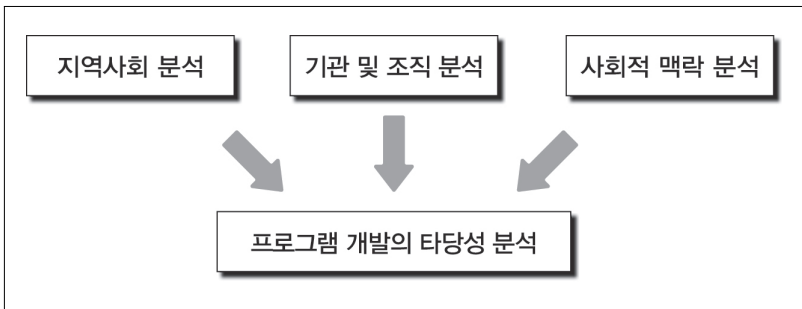 지역사회 분석
기관 및 조직 분석
사회적 맥락 분석
프로그램 개발의 타당성 분석